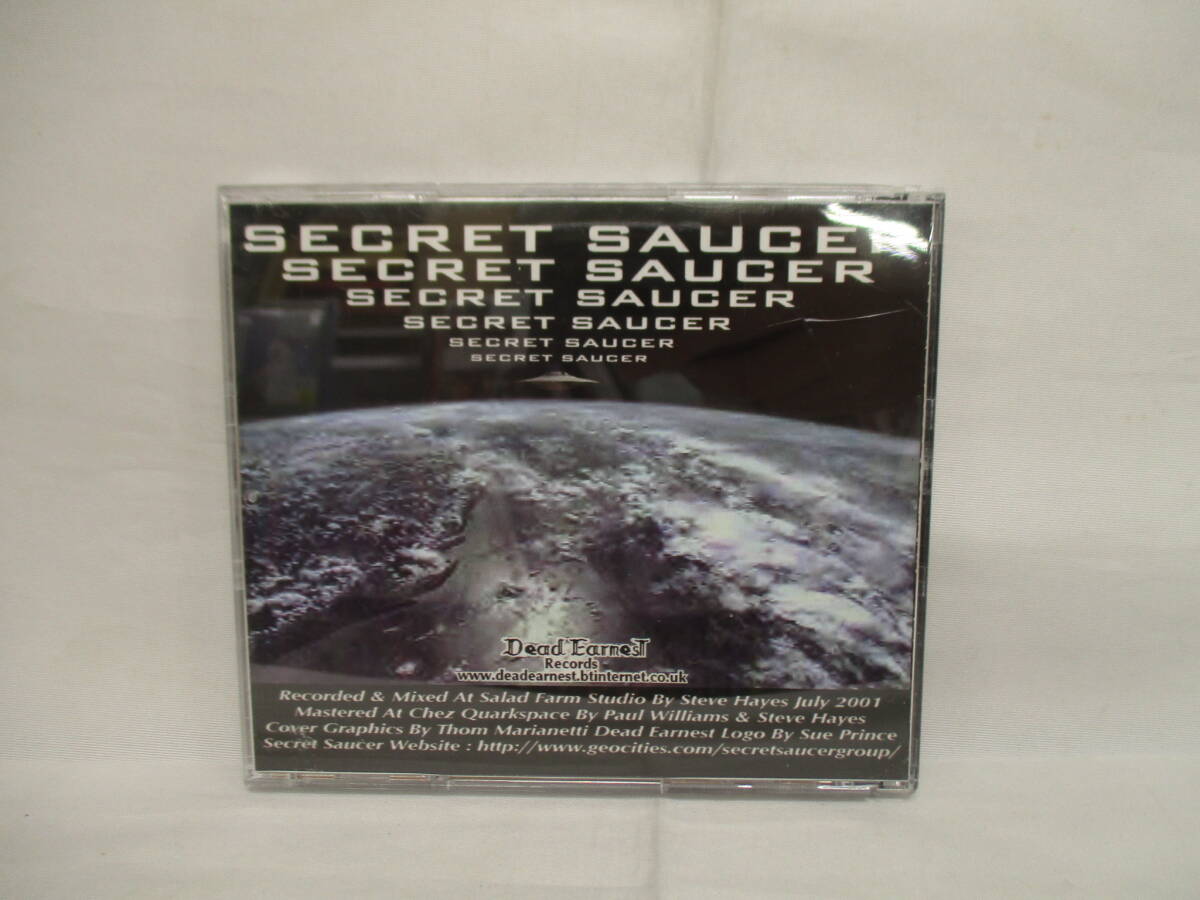 SECRET SAUCER
SECRET SAUCER
SECRET SAUCER
SECRET SAUCER
SECRET SAUCER
SECRET SAUCER
Dead Earnest
Records
www.deadearnest.btinternet.co.uk
Recorded & Mixed At Salad Farm Studio By Steve Hayes July 2001
Mastered At Chez Quarkspace By Paul Williams & Steve Hayes
Cover Graphics By Thom Marianetti Dead Earnest Logo By Sue Prince
Secret Saucer Website : http://www.geocities.com/secretsaucergroup/